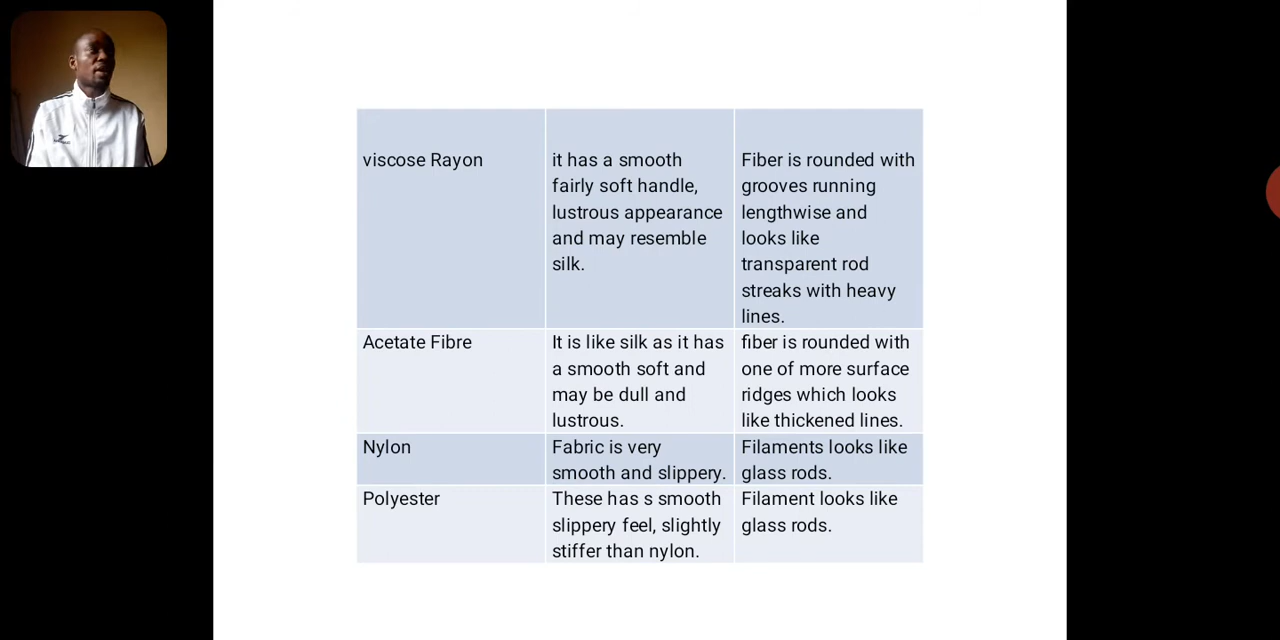 viscose Rayon
it has a smooth
fairly soft handle,
lustrous appearance
and may resemble
silk.
Fiber is rounded with
grooves running
lengthwise and
looks like
transparent rod
streaks with heavy
lines.
Acetate Fibre
It is like silk as it has
a smooth soft and
may be dull and
lustrous.
fiber is rounded with
one of more surface
ridges which looks
like thickened lines.
Nylon
Fabric is very
smooth and slippery.
Filaments looks like
glass rods.
Polyester
These has s smooth
slippery feel, slightly
stiffer than nylon.
Filament looks like
glass rods.